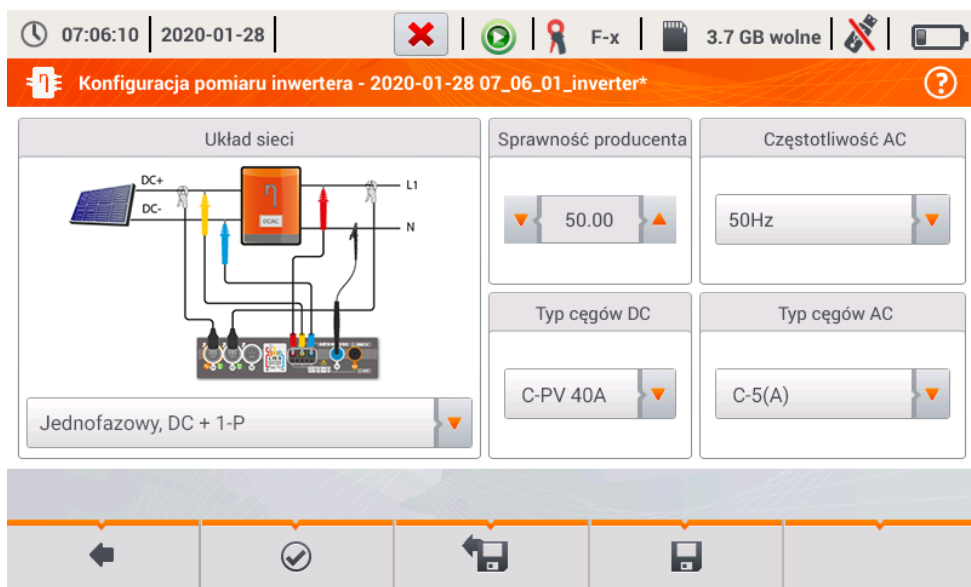 07:06:10 2020-01-28 F-x 3.7 GB wolne
Konfiguracja pomiaru inwertera - 2020-01-28 07_06_01_inverter* ?
Układ sieci
DC+
DC-
η
DC/AC
L1
N
Jednofazowy, DC + 1-P
Sprawność producenta
50.00
Częstotliwość AC
50Hz
Typ cęgów DC
C-PV 40A
Typ cęgów AC
C-5(A)